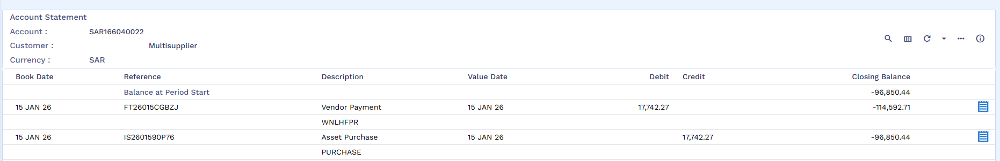 Account Statement
Account : SAR166040022
Customer : Multisupplier
Currency : SAR
Book Date Reference Description Value Date Debit Credit Closing Balance
Balance at Period Start -96,850.44
15 JAN 26 FT26015CGBZJ Vendor Payment 15 JAN 26 17,742.27 -114,592.71
WNLHFPR
15 JAN 26 IS2601590P76 Asset Purchase 15 JAN 26 17,742.27 -96,850.44
PURCHASE